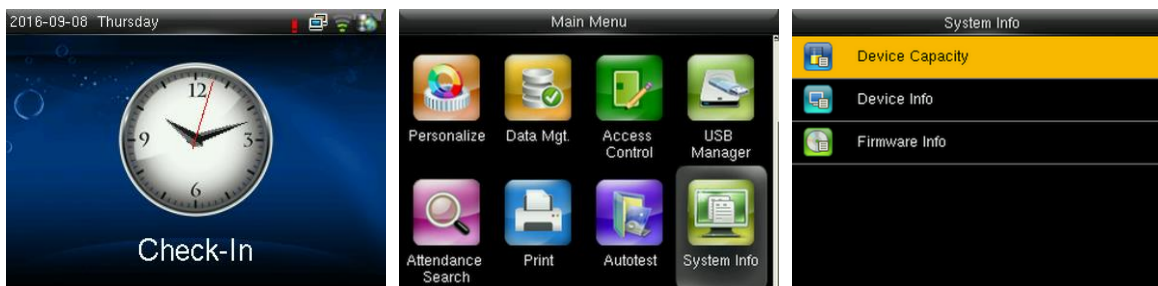 2016-09-08 Thursday
12
9
3
6
Check-In
Main Menu
Personalize
Data Mgt.
Access
Control
USB
Manager
Attendance
Search
Print
Autotest
System Info
System Info
Device Capacity
Device Info
Firmware Info